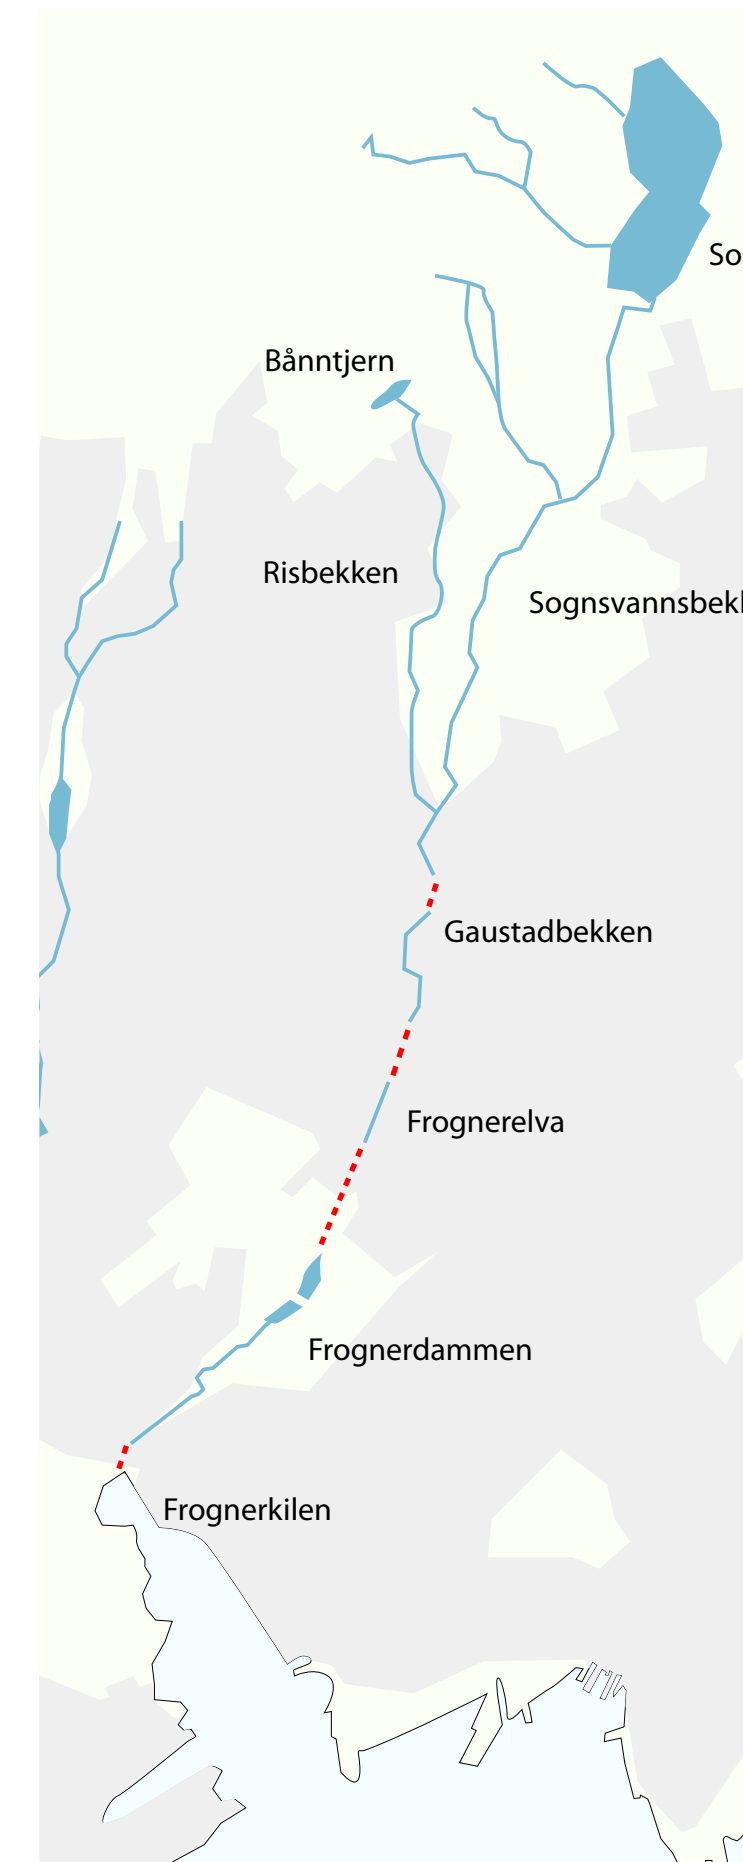 So
Bånntjern
Risbekken
Sognsvannsbekk
Gaustadbekken
Frognerelva
Frognerdammen
Frognerkilen